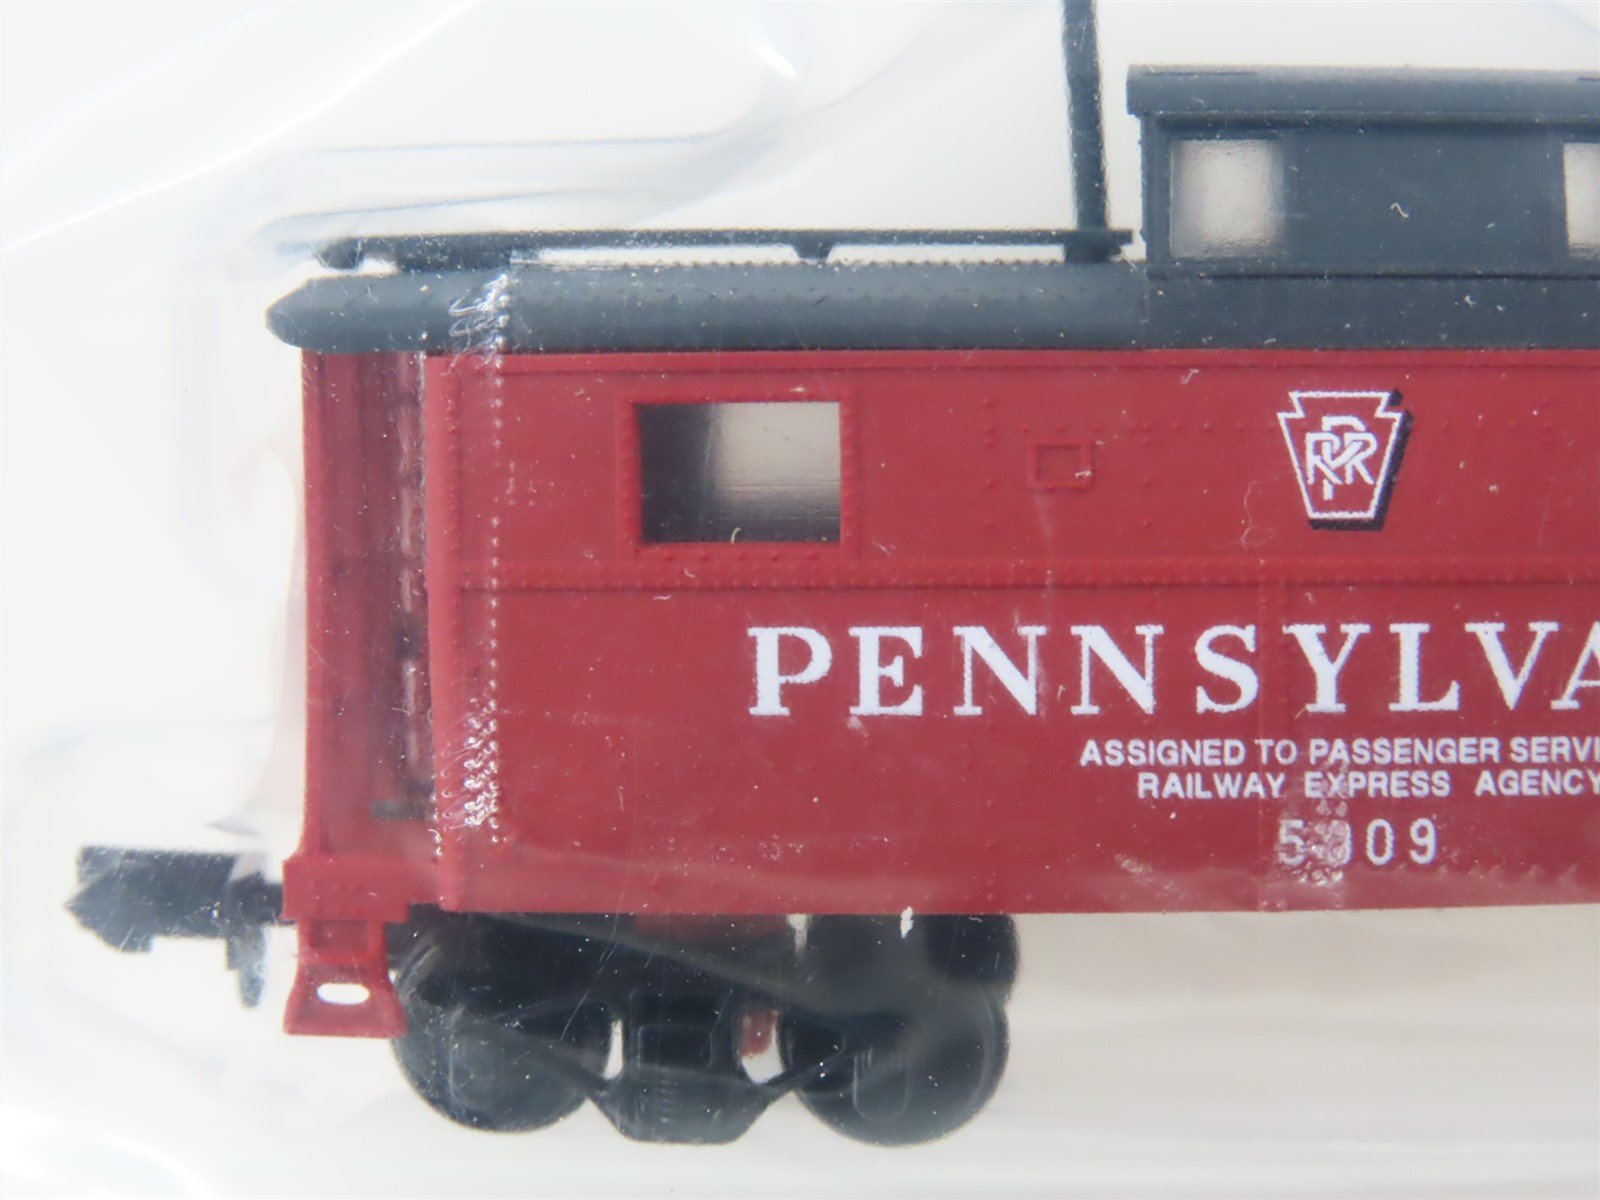 PRR
PENNSYLVA
ASSIGNED TO PASSENGER SERVI
RAILWAY EXPRESS AGENCY